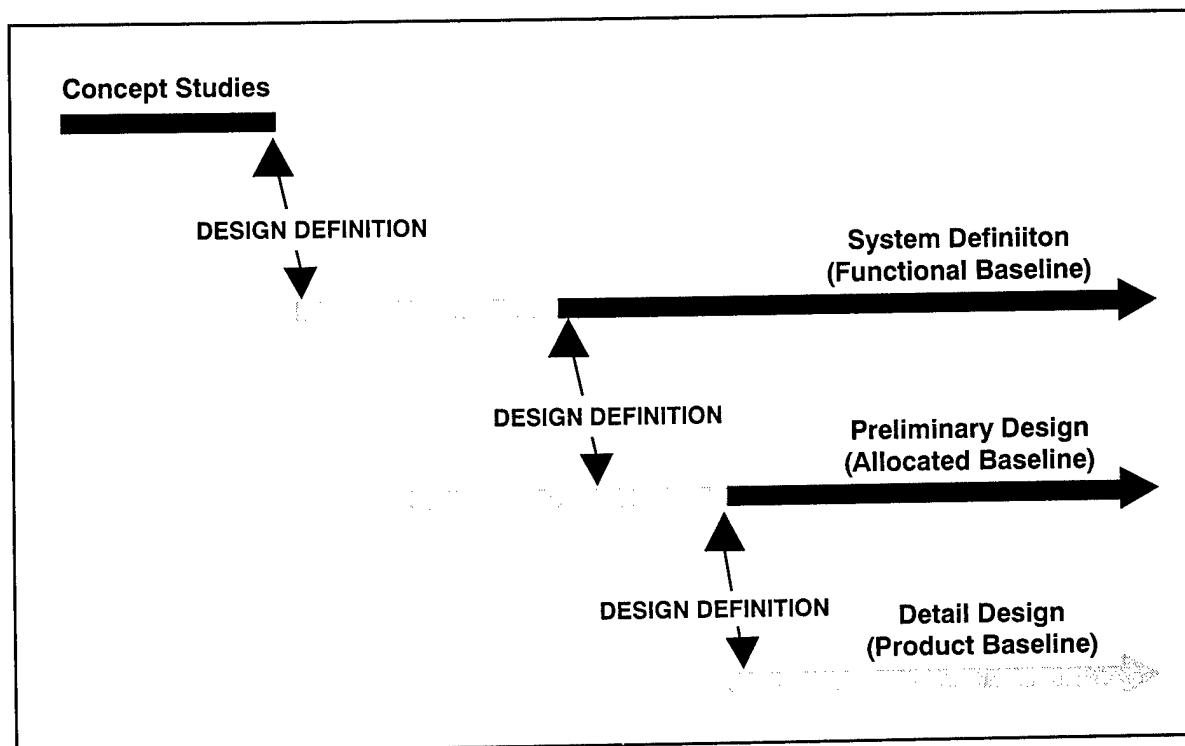 Concept Studies
DESIGN DEFINITION
System Definiiton
(Functional Baseline)
DESIGN DEFINITION
Preliminary Design
(Allocated Baseline)
DESIGN DEFINITION
Detail Design
(Product Baseline)